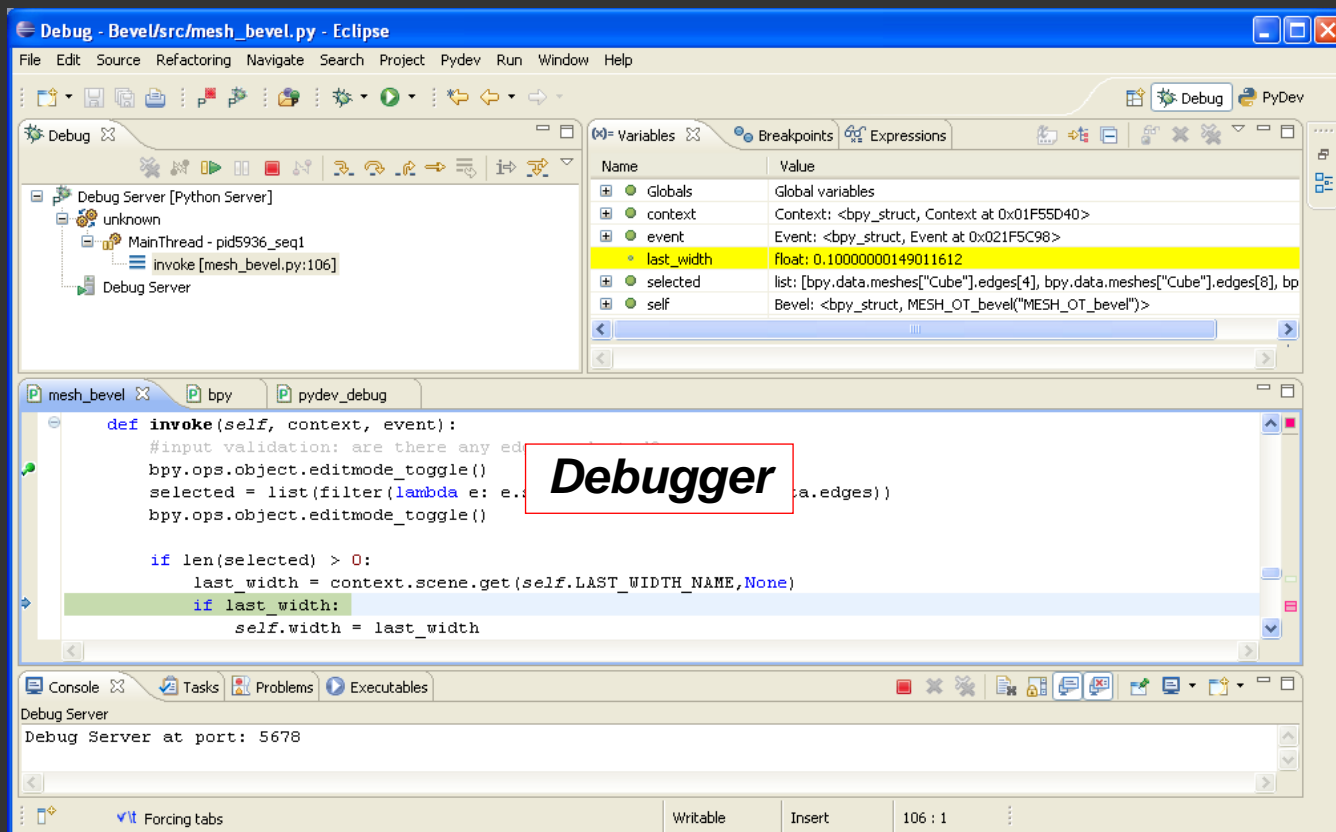 Debug - Bevel/src/mesh_bevel.py - Eclipse
File Edit Source Refactoring Navigate Search Project Pydev Run Window Help
Debug PyDev
Debug
Variables Breakpoints Expressions
Name Value
Debug Server [Python Server]
unknown
MainThread - pid5936_seq1
invoke [mesh_bevel.py:106]
Debug Server
Globals Global variables
context Context: <bpy_struct, Context at 0x01F55D40>
event Event: <bpy_struct, Event at 0x021F5C98>
last_width float: 0.10000000149011612
selected list: [bpy.data.meshes["Cube"].edges[4], bpy.data.meshes["Cube"].edges[8], bp
self Bevel: <bpy_struct, MESH_OT_bevel("MESH_OT_bevel")>
mesh_bevel bpy pydev_debug
def invoke(self, context, event):
#input validation: are there any
bpy.ops.object.editmode_toggle()
selected = list(filter(lambda e: e. a.edges))
bpy.ops.object.editmode_toggle()
if len(selected) > 0:
last_width = context.scene.get(self.LAST_WIDTH_NAME,None)
if last_width:
self.width = last_width
Debugger
Console Tasks Problems Executables
Debug Server
Debug Server at port: 5678
Forcing tabs Writable Insert 106 : 1